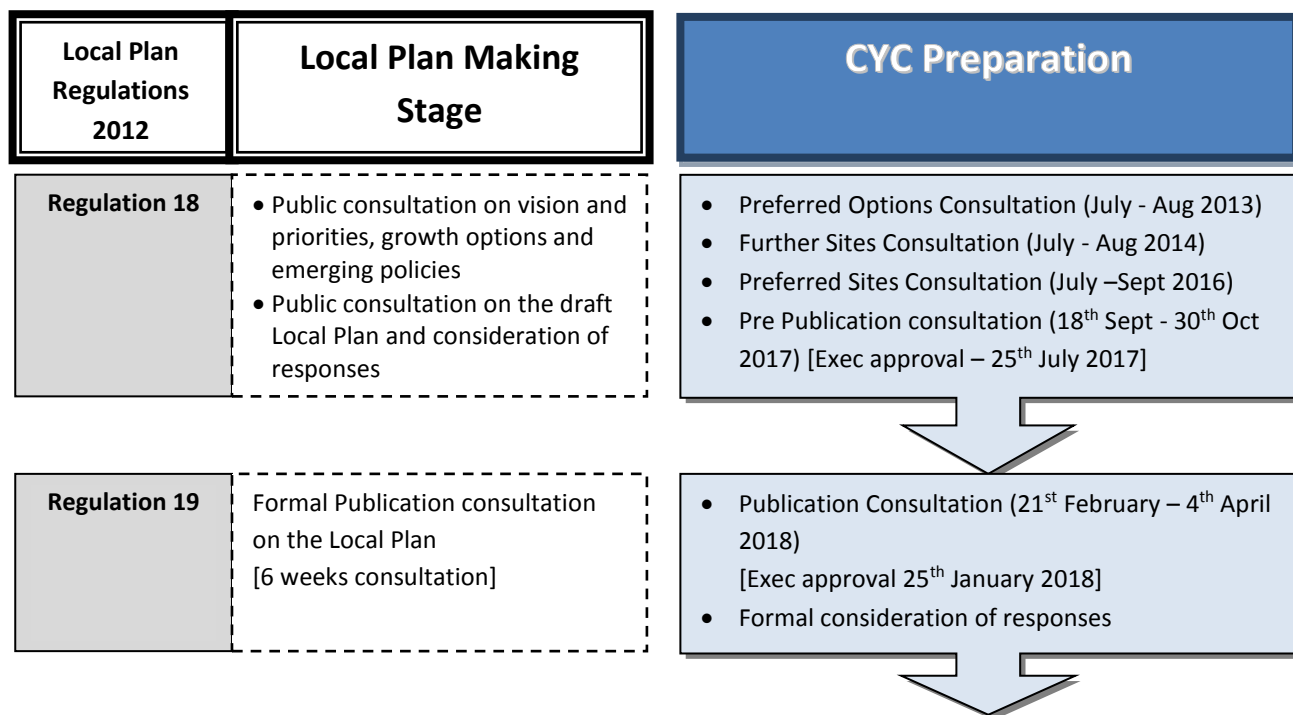 Local Plan
Regulations
2012
Local Plan Making
Stage
CYC Preparation
Regulation 18
• Public consultation on vision and
priorities, growth options and
emerging policies
• Public consultation on the draft
Local Plan and consideration of
responses
• Preferred Options Consultation (July - Aug 2013)
• Further Sites Consultation (July - Aug 2014)
• Preferred Sites Consultation (July –Sept 2016)
• Pre Publication consultation (18th Sept - 30th Oct
2017) [Exec approval – 25th July 2017]
Regulation 19
Formal Publication consultation
on the Local Plan
[6 weeks consultation]
• Publication Consultation (21st February – 4th April
2018)
[Exec approval 25th January 2018]
• Formal consideration of responses